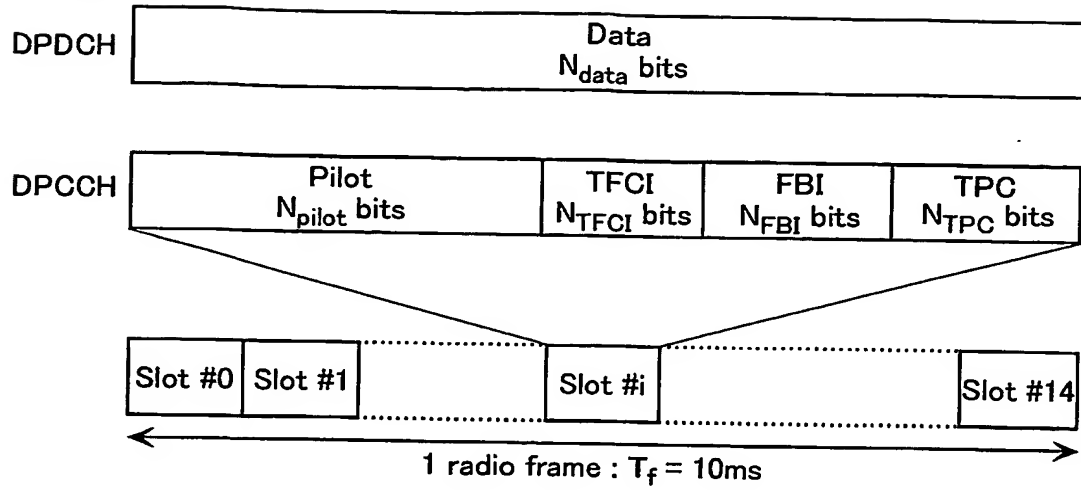 DPDCH
Data
N_data bits
DPCCH
Pilot
N_pilot bits
TFCI
N_TFCI bits
FBI
N_FBI bits
TPC
N_TPC bits
Slot #0
Slot #1
Slot #i
Slot #14
1 radio frame : T_f = 10ms